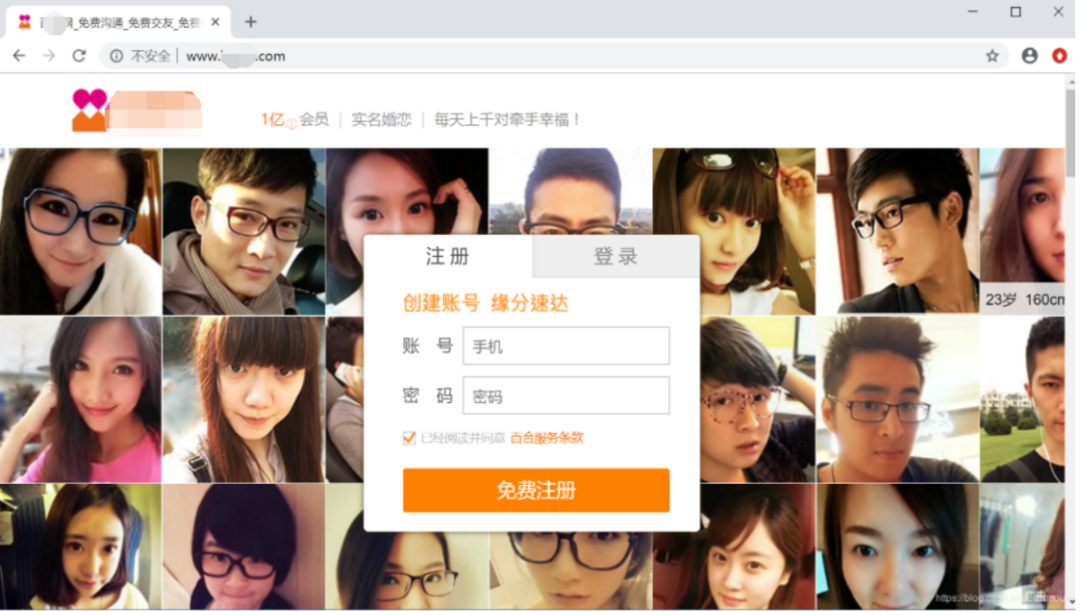 网_免费沟通_免费交友_免费
不安全 | www. .com
1亿① 会员 | 实名婚恋 | 每天上千对牵手幸福！
注册 登录
创建账号 缘分速达
账 号 手机
密 码 密码
已经阅读并同意 百合服务条款
免费注册
23岁 160cm
https://blog.